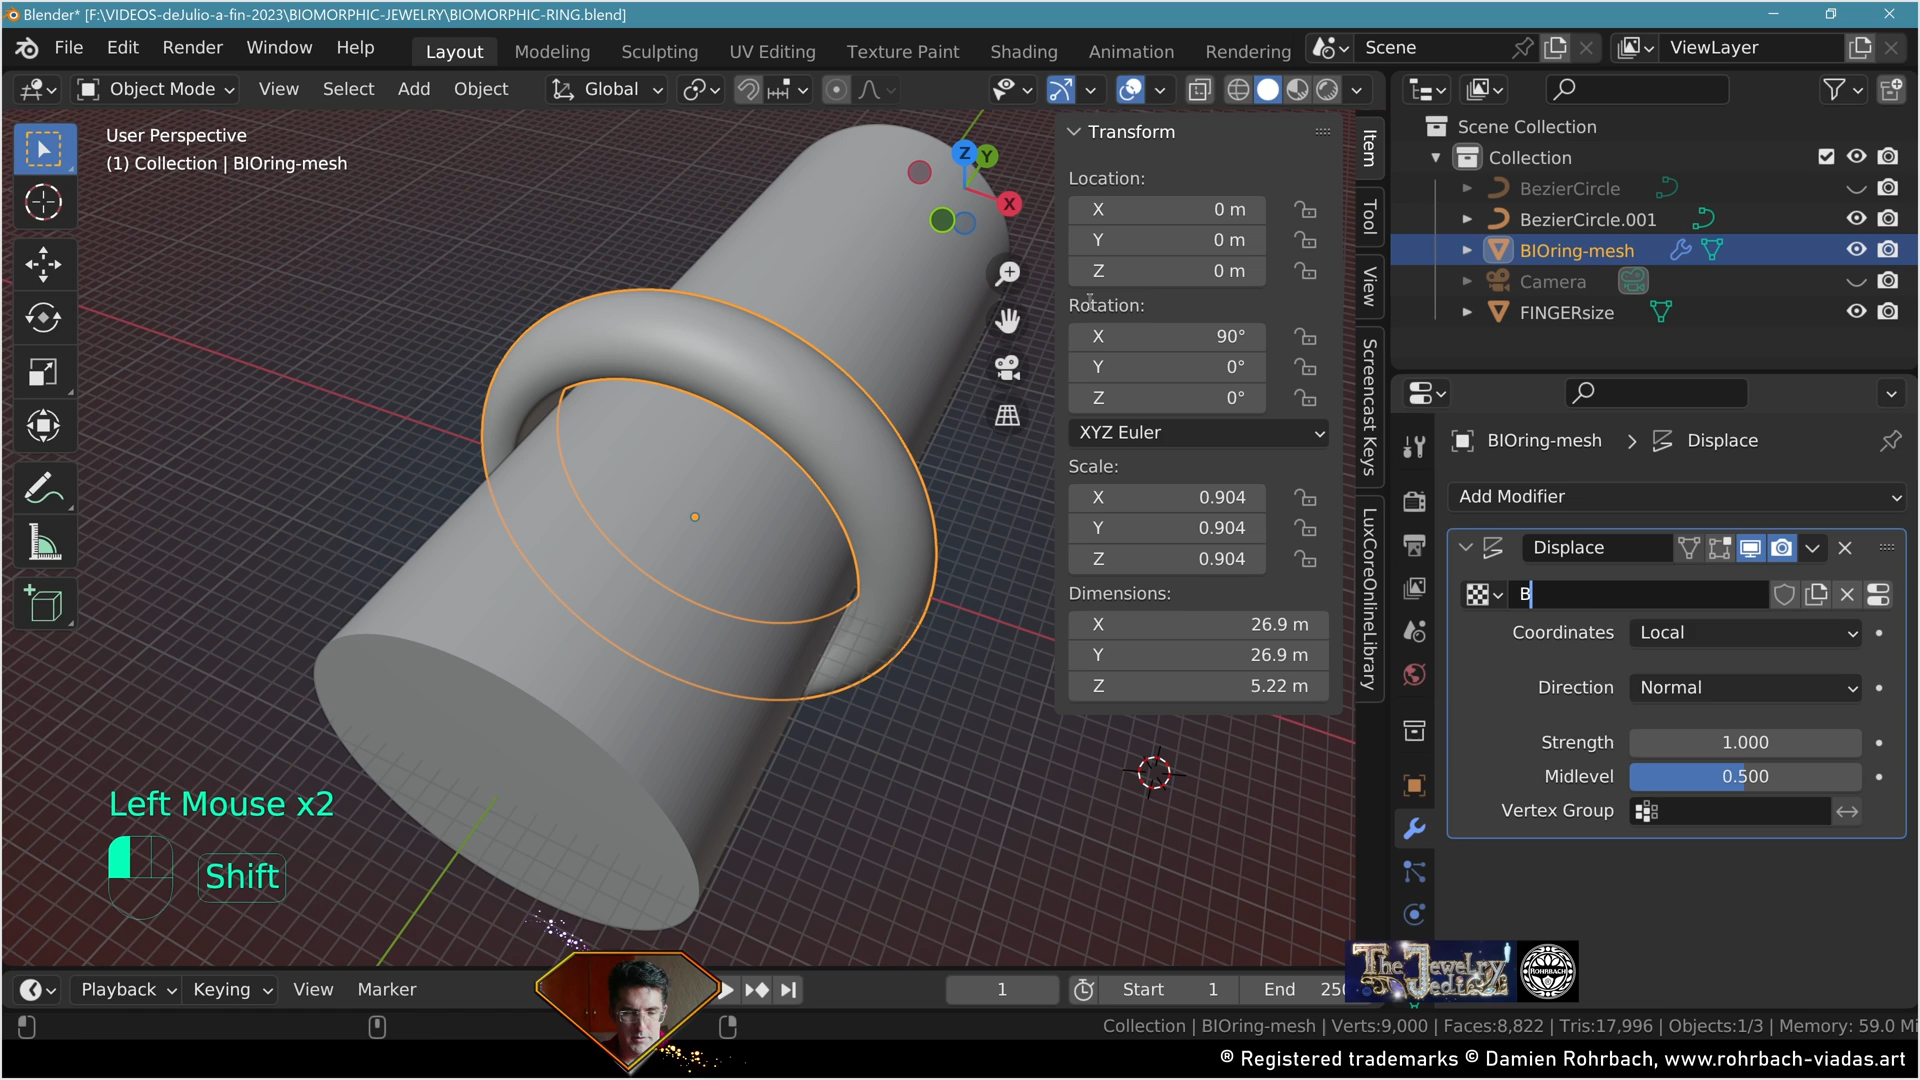 Blender* [F:\VIDEOS-deJulio-a-fin-2023\BIOMORPHIC-JEWELRY\BIOMORPHIC-RING.blend]
File Edit Render Window Help Layout Modeling Sculpting UV Editing Texture Paint Shading Animation Rendering Scene ViewLayer
Object Mode View Select Add Object Global
User Perspective
(1) Collection | BIOring-mesh
Z Y X
Transform
Location:
X 0 m
Y 0 m
Z 0 m
Rotation:
X 90°
Y 0°
Z 0°
XYZ Euler
Scale:
X 0.904
Y 0.904
Z 0.904
Dimensions:
X 26.9 m
Y 26.9 m
Z 5.22 m
Item
Tool
View
Screencast Keys
LuxCoreOnlineLibrary
Scene Collection
Collection
BezierCircle
BezierCircle.001
BIOring-mesh
Camera
FINGERsize
BIOring-mesh > Displace
Add Modifier
Displace
B
Coordinates Local
Direction Normal
Strength 1.000
Midlevel 0.500
Vertex Group
Left Mouse x2
Shift
The Jewelry Jedi
ROHRBACH
Playback Keying View Marker 1 Start 1 End 25
Collection | BIOring-mesh | Verts:9,000 | Faces:8,822 | Tris:17,996 | Objects:1/3 | Memory: 59.0 Mi
® Registered trademarks © Damien Rohrbach, www.rohrbach-viadas.art